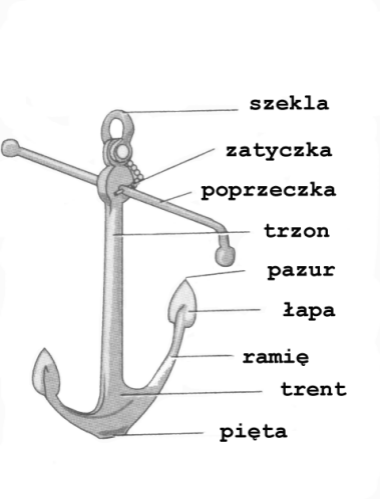 szekla
zatyczka
poprzeczka
trzon
pazur
łapa
ramię
trent
pięta